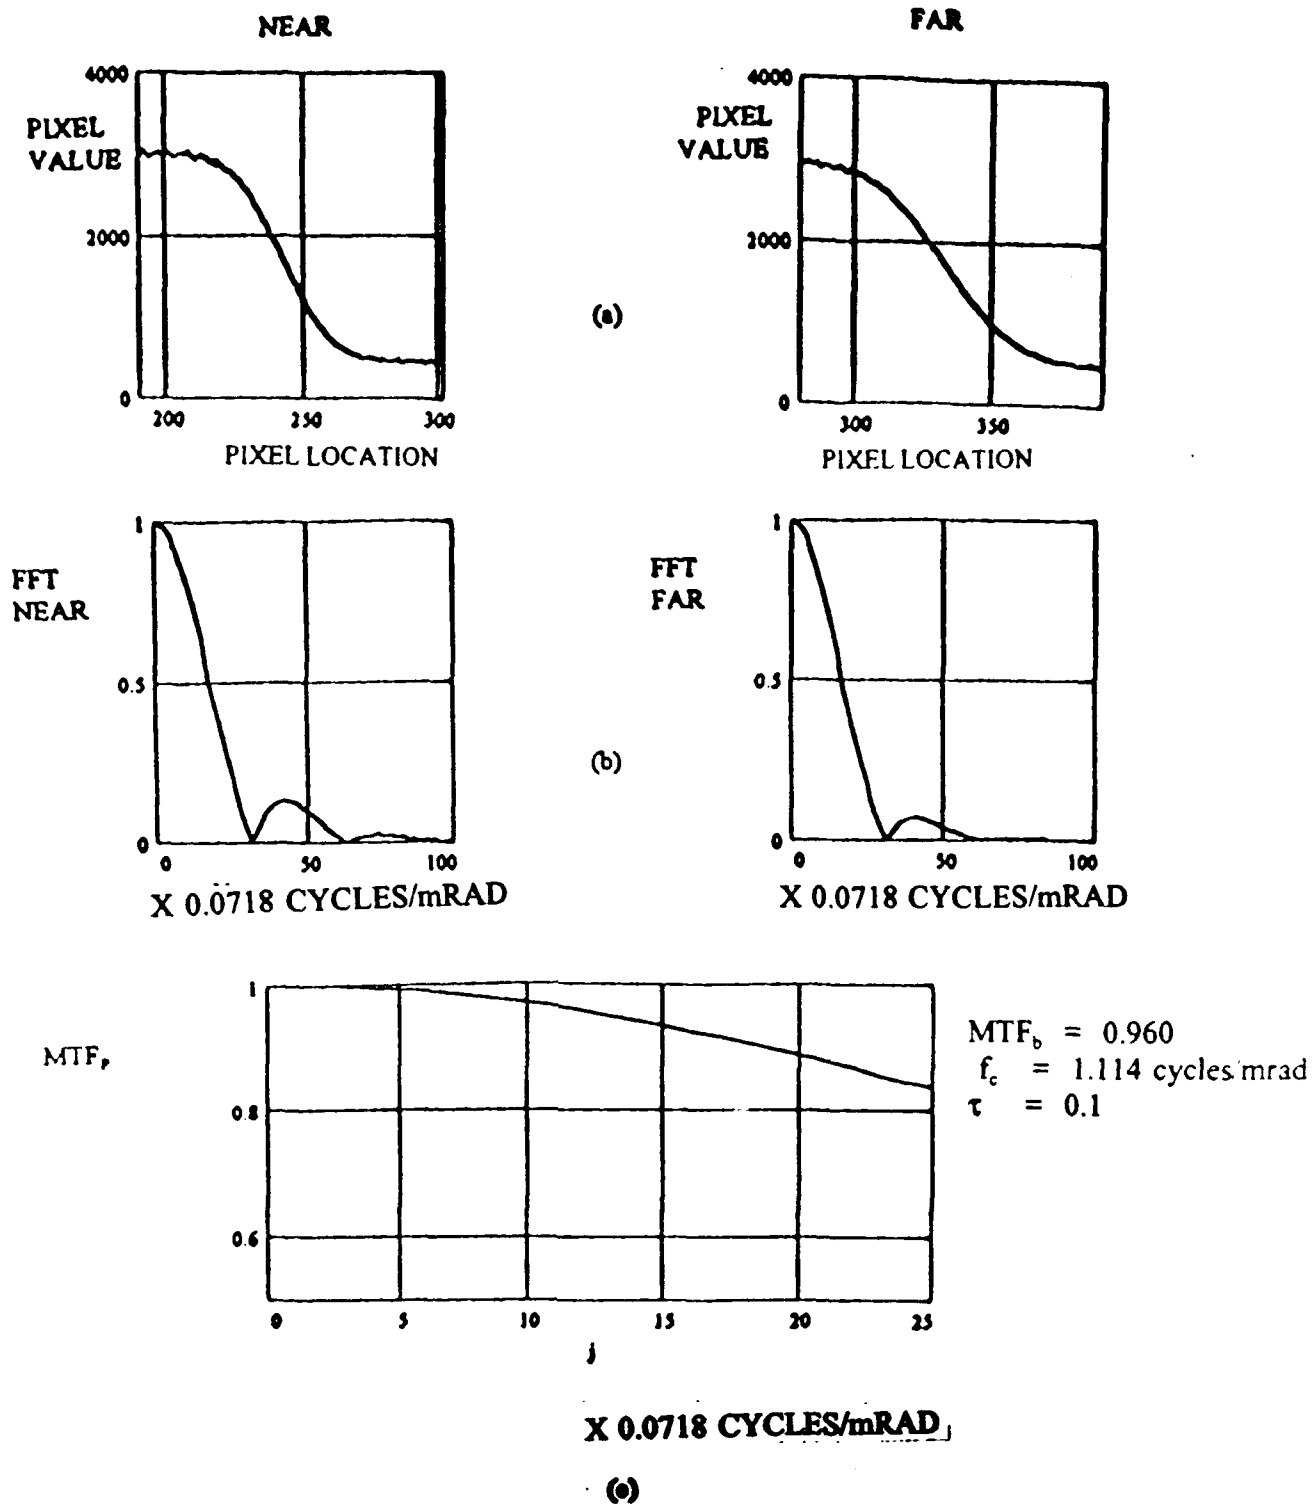 NEAR
FAR
4000
PIXEL
VALUE
2000
0
200
250
300
PIXEL LOCATION
4000
PIXEL
VALUE
2000
0
300
350
PIXEL LOCATION
(a)
1
FFT
NEAR
0.5
0
0
50
100
X 0.0718 CYCLES/mRAD
1
FFT
FAR
0.5
0
0
50
100
X 0.0718 CYCLES/mRAD
(b)
1
MTFₚ
0.8
0.6
0
5
10
15
20
25
j
MTF_b = 0.960
f_c = 1.114 cycles/mrad
τ = 0.1
X 0.0718 CYCLES/mRAD